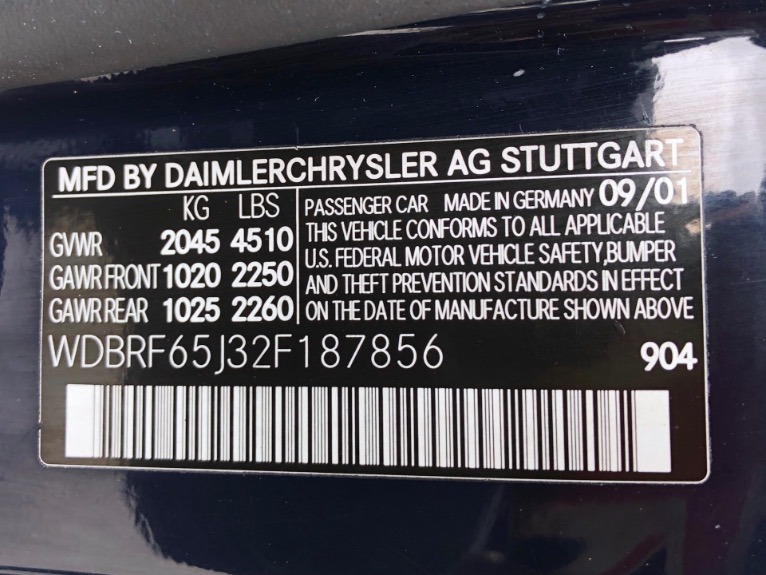 MFD BY DAIMLERCHRYSLER AG STUTTGART
KG LBS
GVWR 2045 4510
GAWR FRONT 1020 2250
GAWR REAR 1025 2260
PASSENGER CAR MADE IN GERMANY 09/01
THIS VEHICLE CONFORMS TO ALL APPLICABLE
U.S. FEDERAL MOTOR VEHICLE SAFETY,BUMPER
AND THEFT PREVENTION STANDARDS IN EFFECT
ON THE DATE OF MANUFACTURE SHOWN ABOVE
WDBRF65J32F187856 904